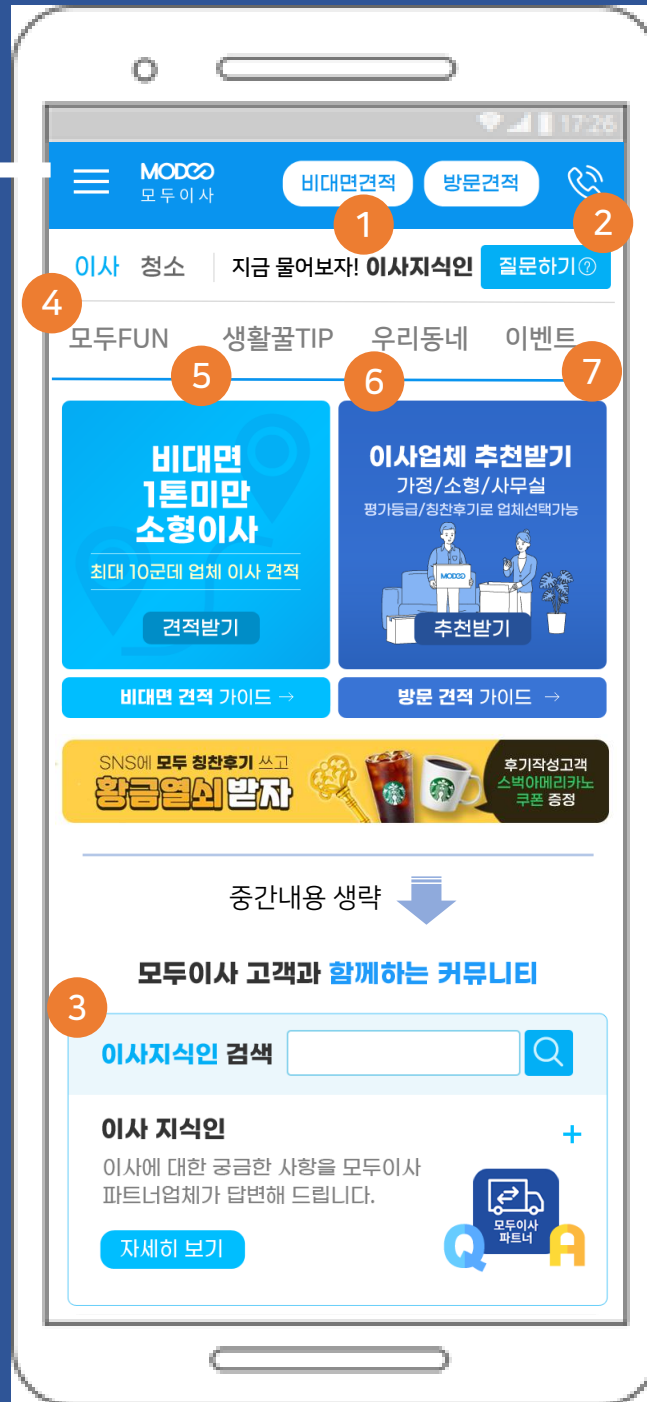 17:26
MODOO
모두이사
비대면견적
방문견적
1
2
이사 청소 지금 물어보자! 이사지식인 질문하기?
4
모두FUN 생활꿀TIP 우리동네 이벤트
5
6
7
비대면
1톤미만
소형이사
최대 10군데 업체 이사 견적
견적받기
이사업체 추천받기
가정/소형/사무실
평가등급/칭찬후기로 업체선택가능
MODOO
추천받기
비대면 견적 가이드 →
방문 견적 가이드 →
SNS에 모두 칭찬후기 쓰고
황금열쇠 받자
후기작성고객
스벅아메리카노
쿠폰 증정
중간내용 생략
모두이사 고객과 함께하는 커뮤니티
3
이사지식인 검색
이사 지식인 +
이사에 대한 궁금한 사항을 모두이사
파트너업체가 답변해 드립니다.
자세히 보기
모두이사
파트너
Q A